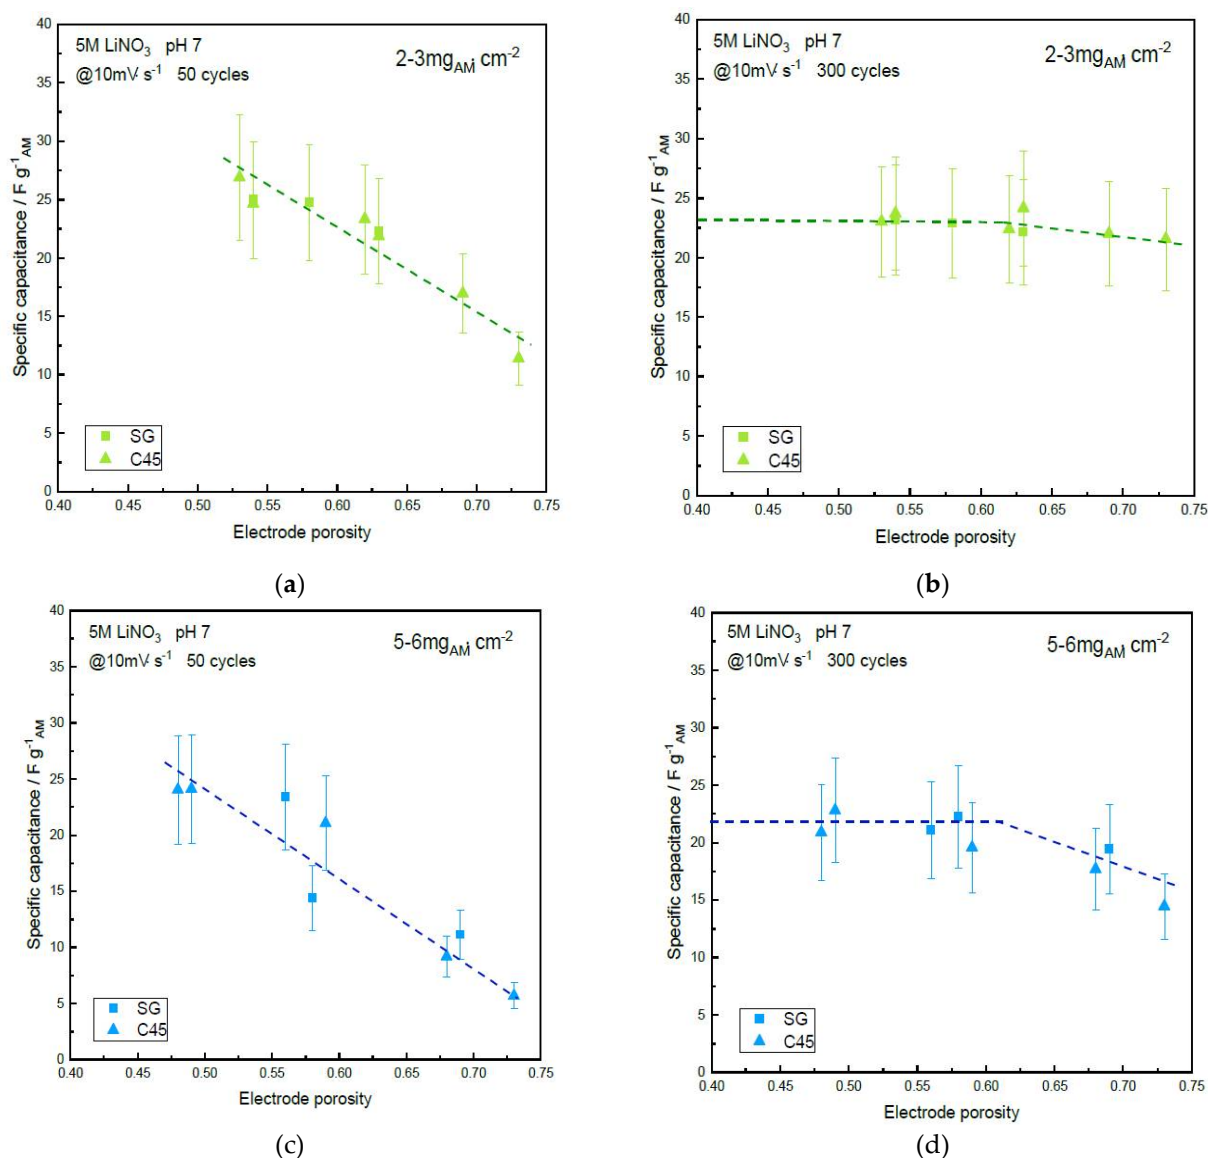 5M LiNO3 pH 7
@10mV· s-1 50 cycles
2-3mgAM· cm-2
Specific capacitance / F g-1AM
40
35
30
25
20
15
10
5
0
SG
C45
0.40 0.45 0.50 0.55 0.60 0.65 0.70 0.75
Electrode porosity
(a)
5M LiNO3 pH 7
@10mV· s-1 300 cycles
2-3mgAM· cm-2
Specific capacitance / F g-1AM
40
35
30
25
20
15
10
5
0
SG
C45
0.40 0.45 0.50 0.55 0.60 0.65 0.70 0.75
Electrode porosity
(b)
5M LiNO3 pH 7
@10mV· s-1 50 cycles
5-6mgAM· cm-2
Specific capacitance / F g-1AM
40
35
30
25
20
15
10
5
0
SG
C45
0.40 0.45 0.50 0.55 0.60 0.65 0.70 0.75
Electrode porosity
(c)
5M LiNO3 pH 7
@10mV· s-1 300 cycles
5-6mgAM· cm-2
Specific capacitance / F g-1AM
40
35
30
25
20
15
10
5
0
SG
C45
0.40 0.45 0.50 0.55 0.60 0.65 0.70 0.75
Electrode porosity
(d)